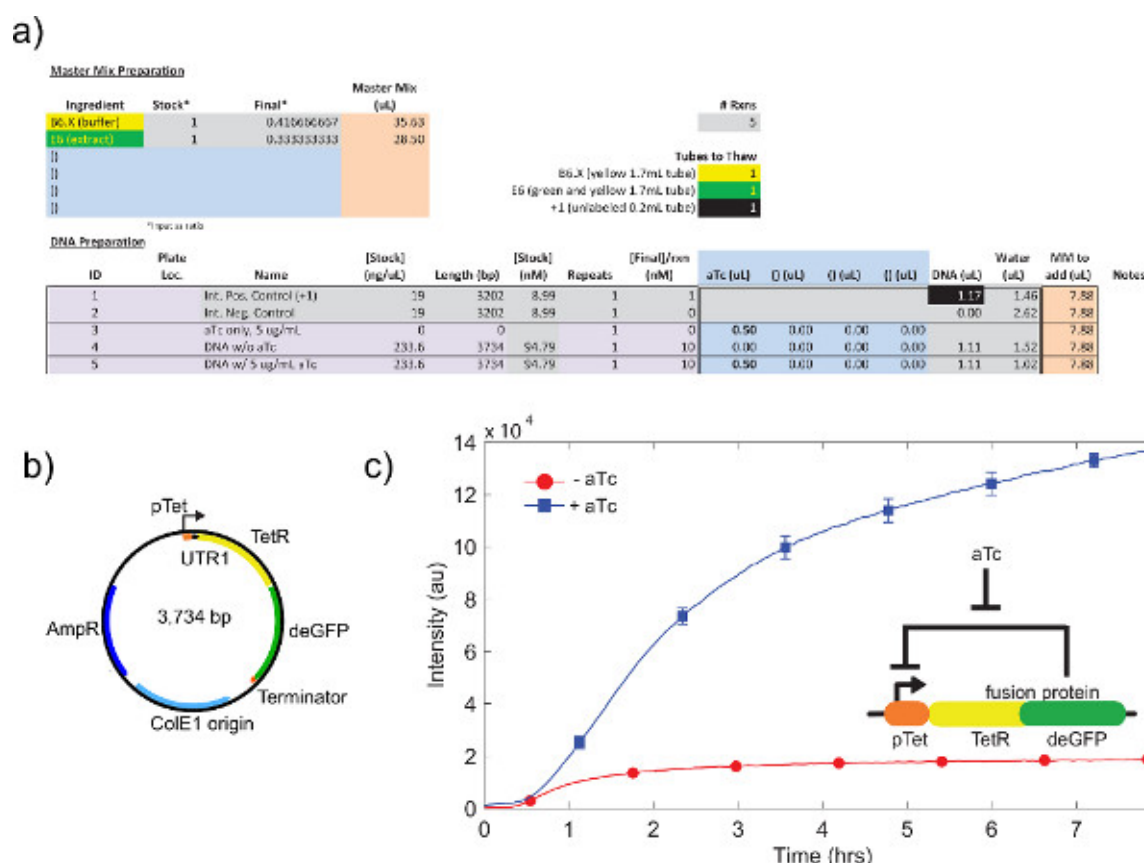 a)
Master Mix Preparation
Ingredient Stock* Final* Master Mix (uL)
B6.X (buffer) 1 0.416666667 35.63
E6 (extract) 1 0.333333333 28.50
()
()
()
()
*Input as ratio
# Rxns
5
Tubes to Thaw
B6.X (yellow 1.7mL tube) 1
E6 (green and yellow 1.7mL tube) 1
+1 (unlabeled 0.2mL tube) 1
DNA Preparation
ID Plate Loc. Name [Stock] (ng/uL) Length (bp) [Stock] (nM) Repeats [Final]/rxn (nM) aTc (uL) () (uL) () (uL) () (uL) DNA (uL) Water (uL) MM to add (uL) Notes
1 Int. Pos. Control (+1) 19 3202 8.99 1 1 1.17 1.46 7.88
2 Int. Neg. Control 19 3202 8.99 1 0 0.00 2.62 7.88
3 aTc only, 5 ug/mL 0 0 1 0 0.50 0.00 0.00 0.00 7.88
4 DNA w/o aTc 233.6 3734 94.79 1 10 0.00 0.00 0.00 0.00 1.11 1.52 7.88
5 DNA w/ 5 ug/mL aTc 233.6 3734 94.79 1 10 0.50 0.00 0.00 0.00 1.11 1.02 7.88
b)
pTet
TetR
UTR1
3,734 bp
AmpR
deGFP
Terminator
ColE1 origin
c)
x 10⁴
14
12
10
8
6
4
2
0
Intensity (au)
- aTc
+ aTc
aTc
fusion protein
pTet TetR deGFP
0 1 2 3 4 5 6 7
Time (hrs)